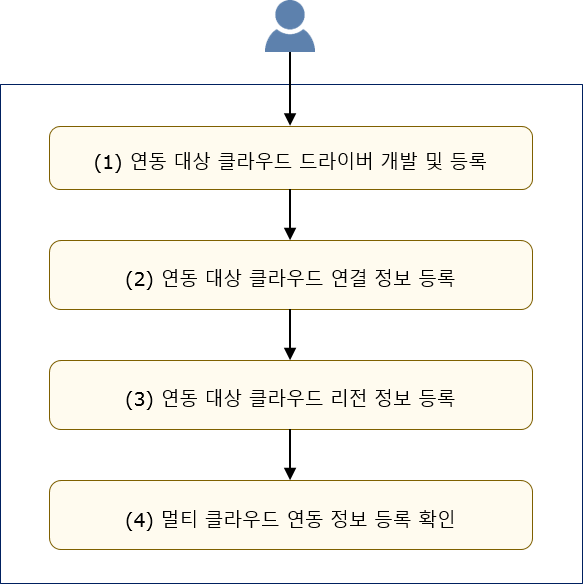 (1) 연동 대상 클라우드 드라이버 개발 및 등록
(2) 연동 대상 클라우드 연결 정보 등록
(3) 연동 대상 클라우드 리전 정보 등록
(4) 멀티 클라우드 연동 정보 등록 확인